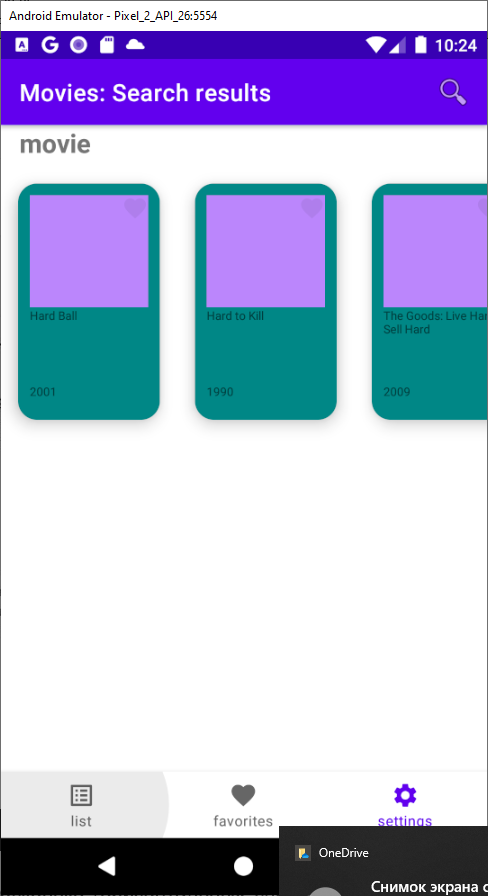 Android Emulator - Pixel_2_API_26:5554
A G 10:24
Movies: Search results
movie
Hard Ball
2001
Hard to Kill
1990
The Goods: Live Har
Sell Hard
2009
list
favorites
settings
OneDrive
Снимок экрана с